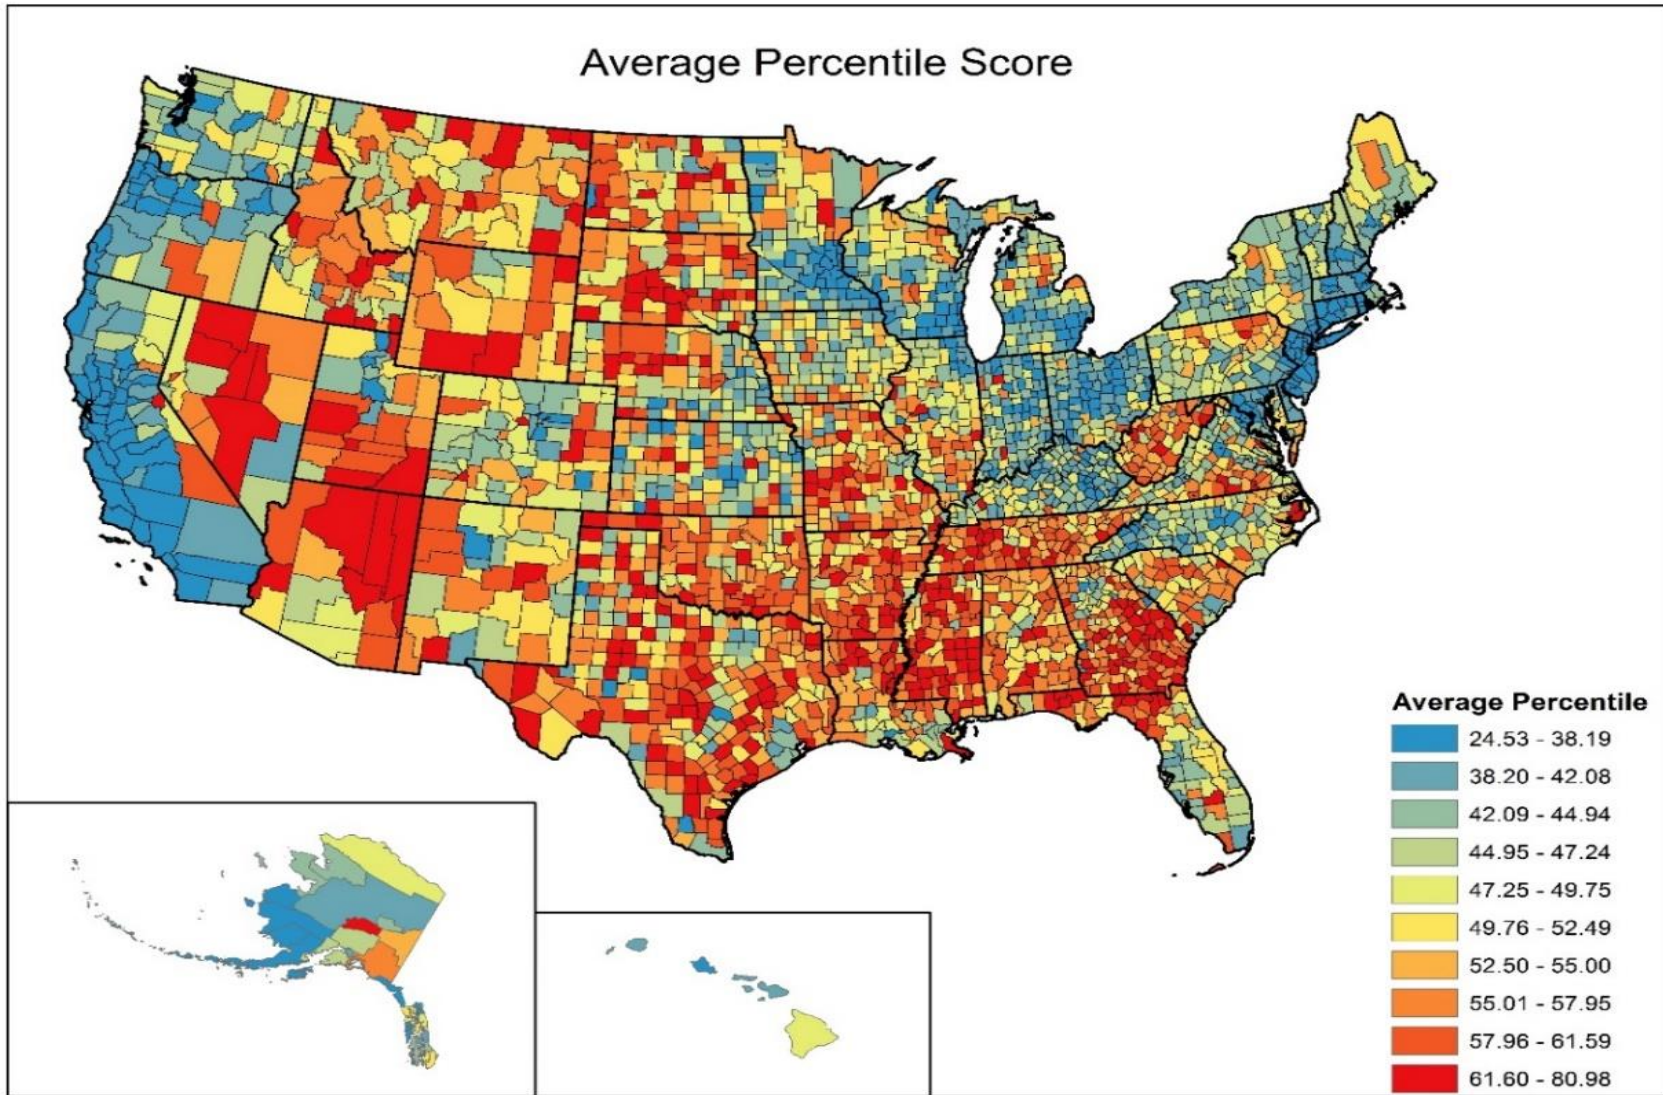 Average Percentile Score
Average Percentile
24.53 - 38.19
38.20 - 42.08
42.09 - 44.94
44.95 - 47.24
47.25 - 49.75
49.76 - 52.49
52.50 - 55.00
55.01 - 57.95
57.96 - 61.59
61.60 - 80.98